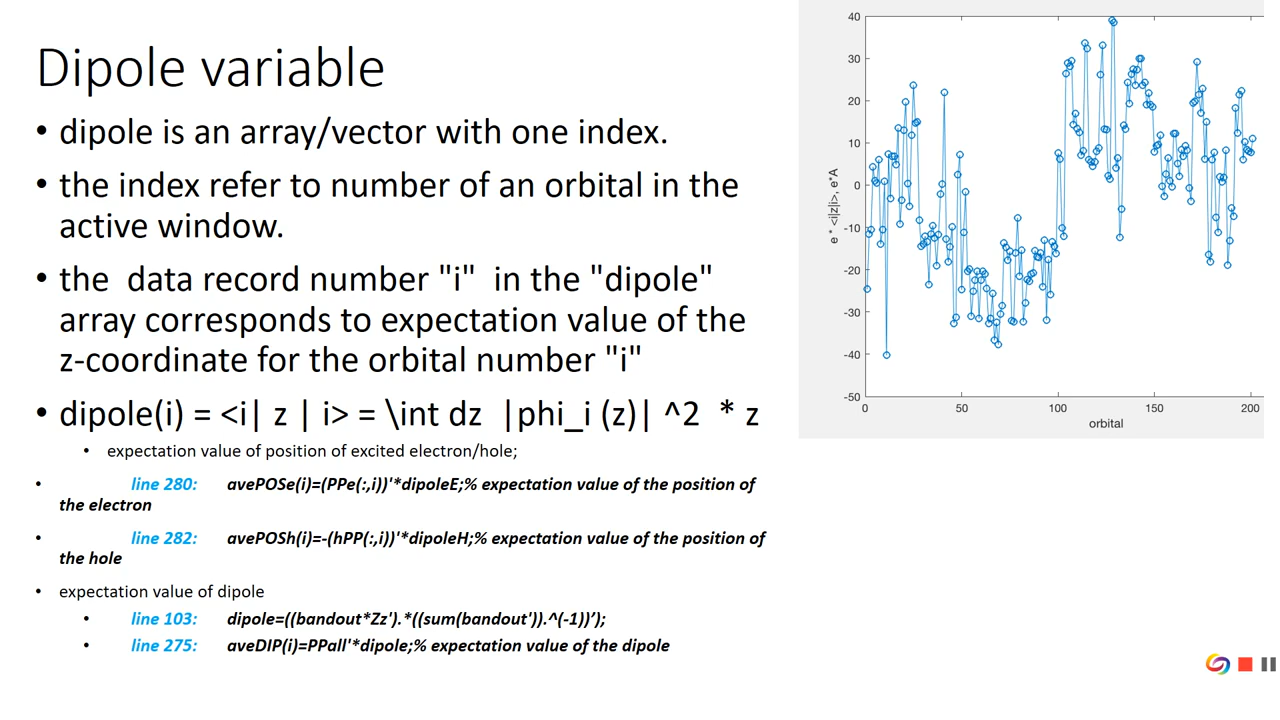 Dipole variable
• dipole is an array/vector with one index.
• the index refer to number of an orbital in the
active window.
• the  data record number "i"  in the "dipole"
array corresponds to expectation value of the
z-coordinate for the orbital number "i"
• dipole(i) = <i| z | i> = \int dz  |phi_i (z)| ^2  * z
• expectation value of position of excited electron/hole;
• line 280: avePOSe(i)=(PPe(:,i))'*dipoleE;% expectation value of the position of
the electron
• line 282: avePOSh(i)=-(hPP(:,i))'*dipoleH;% expectation value of the position of
the hole
• expectation value of dipole
• line 103: dipole=((bandout*Zz').*((sum(bandout')).^(-1))’);
• line 275: aveDIP(i)=PPall'*dipole;% expectation value of the dipole
e * <i|z|i>, e*A
40
30
20
10
0
-10
-20
-30
-40
-50
0 50 100 150 200
orbital